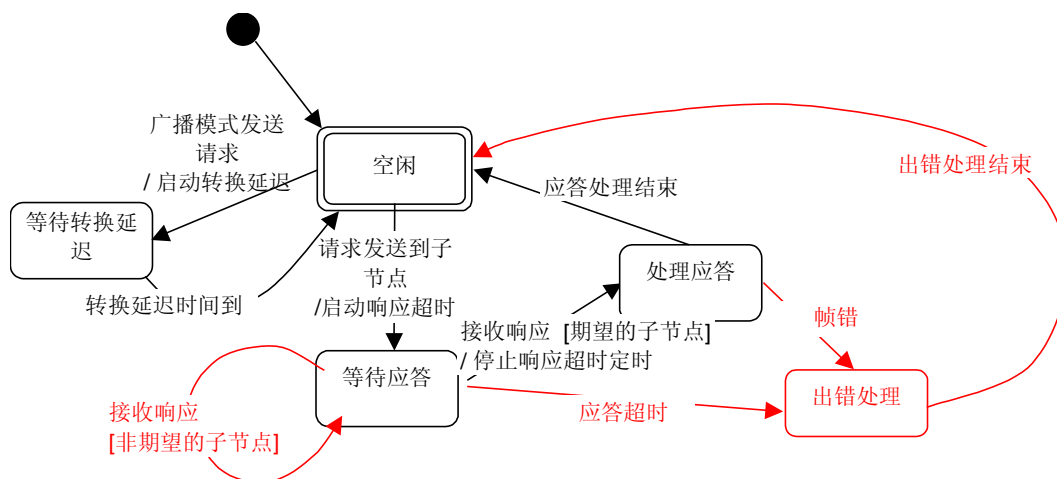 广播模式发送
请求
/ 启动转换延迟
空闲
出错处理结束
应答处理结束
等待转换延
迟
请求发送到子
节点
/启动响应超时
处理应答
转换延迟时间到
接收响应 [期望的子节点]
/ 停止响应超时定时
帧错
等待应答
出错处理
接收响应
[非期望的子节点]
应答超时